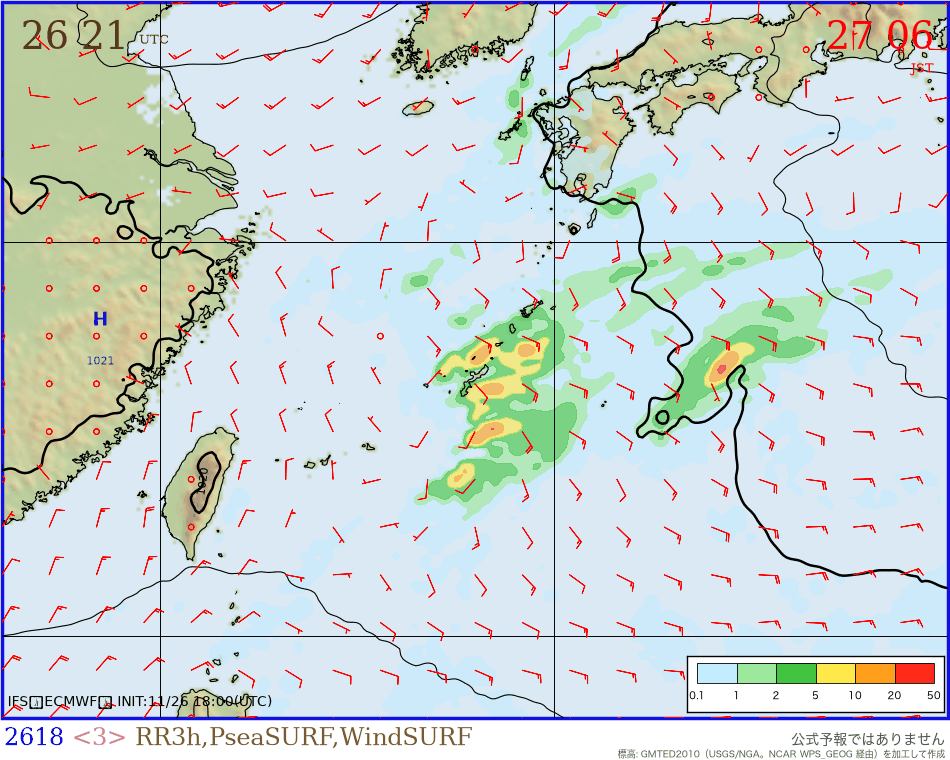 26 21 UTC
27 06
JST
H
1021
1020
IFS ECMWF INIT:11/26 18:00(UTC)
0.1 1 2 5 10 20 50
2618 <3> RR3h,PseaSURF,WindSURF
公式予報ではありません
標高: GMTED2010（USGS/NGA。NCAR WPS_GEOG 経由）を加工して作成